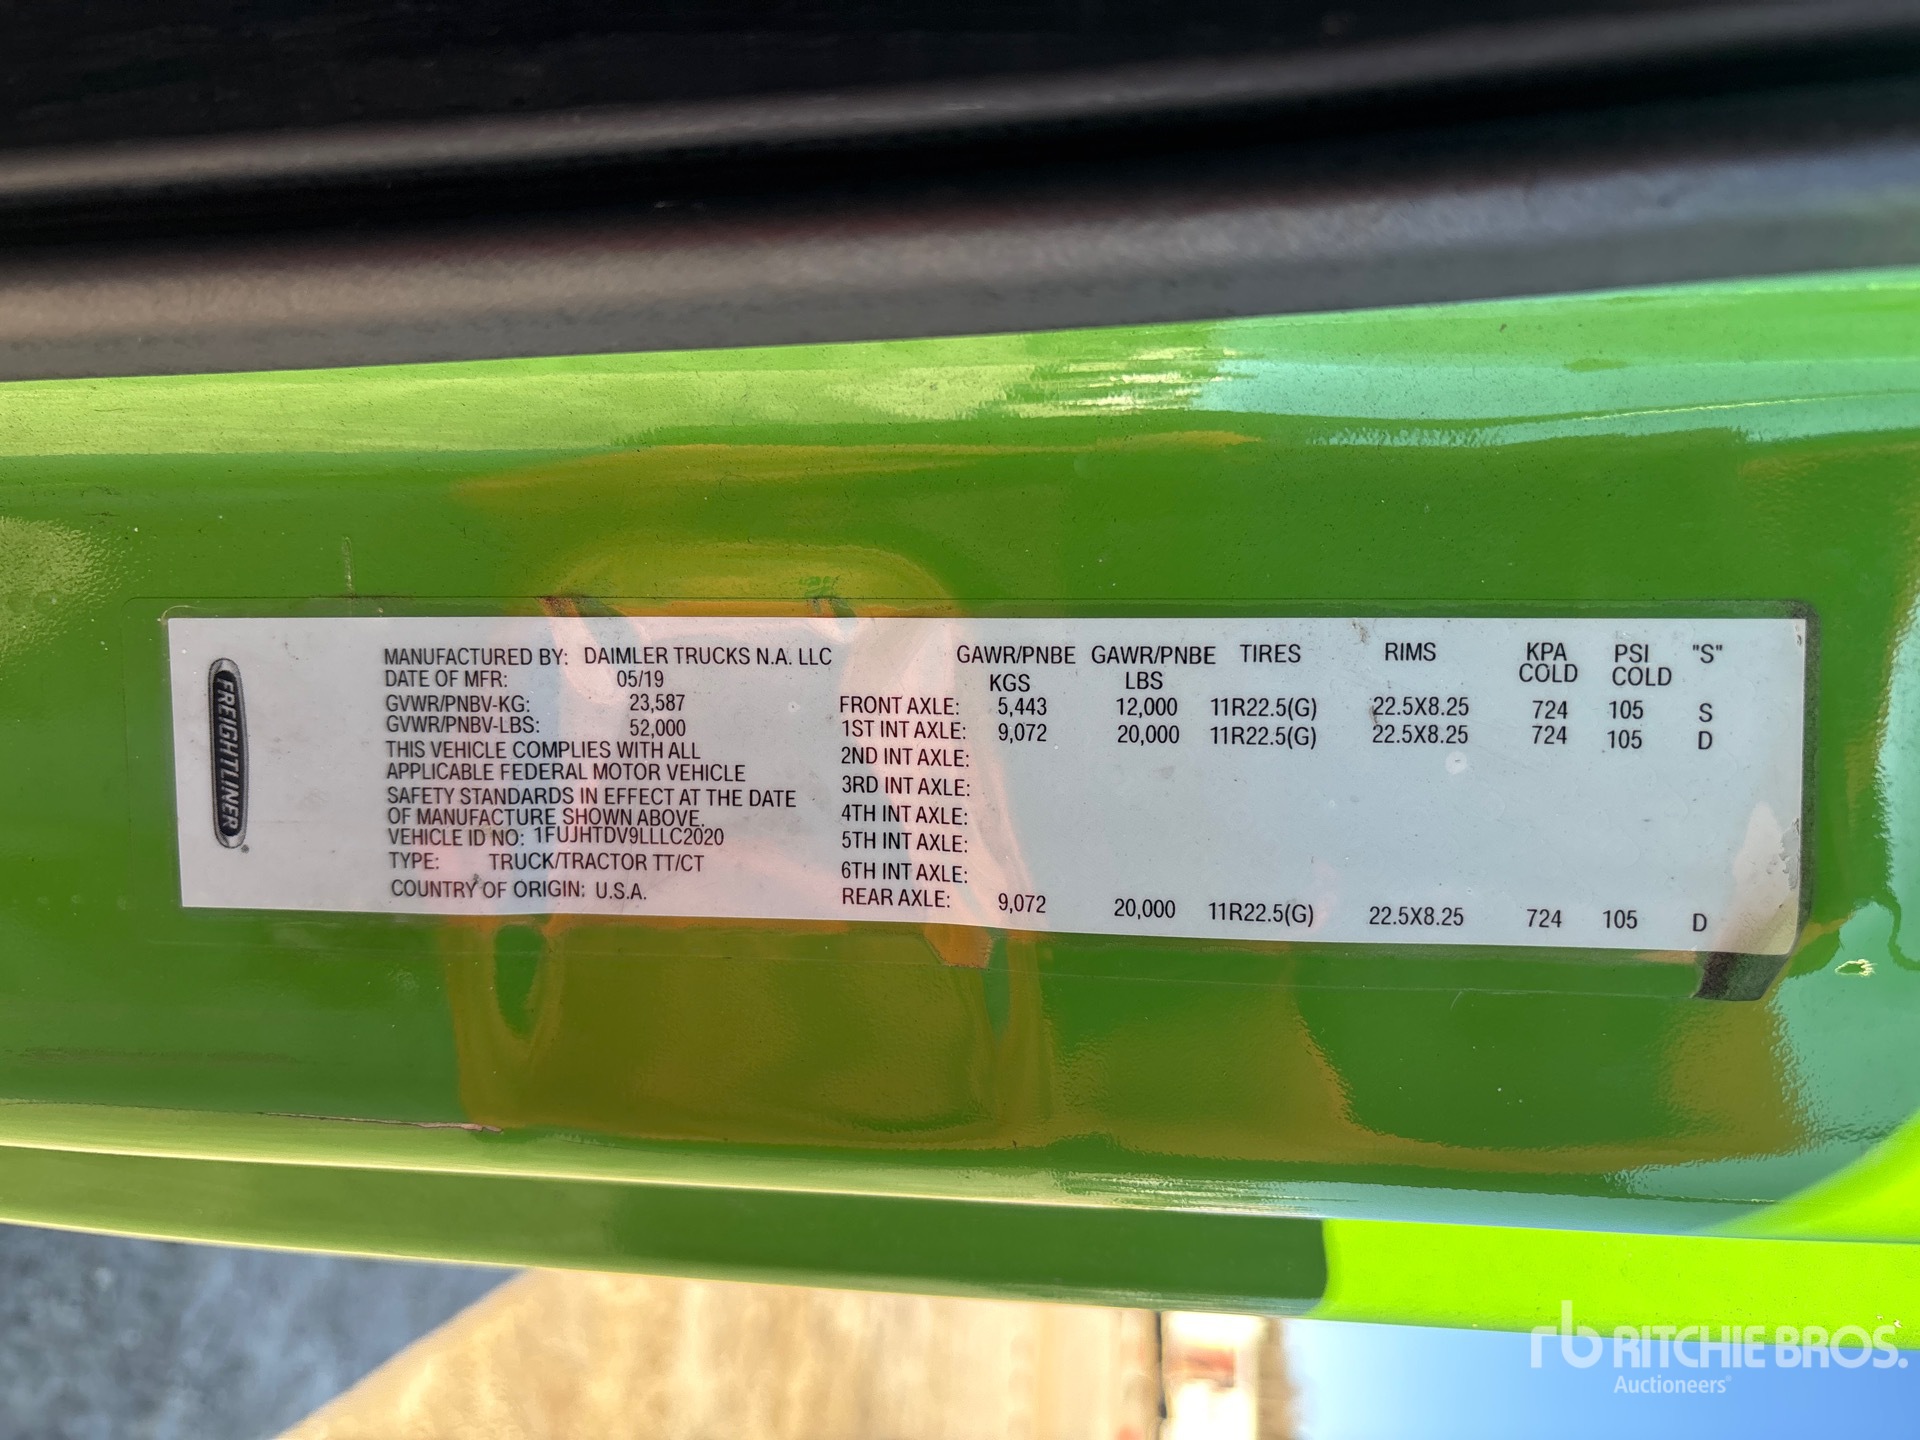 FREIGHTLINER
MANUFACTURED BY: DAIMLER TRUCKS N.A. LLC
DATE OF MFR: 05/19
GVWR/PNBV-KG: 23,587
GVWR/PNBV-LBS: 52,000
THIS VEHICLE COMPLIES WITH ALL
APPLICABLE FEDERAL MOTOR VEHICLE
SAFETY STANDARDS IN EFFECT AT THE DATE
OF MANUFACTURE SHOWN ABOVE.
VEHICLE ID NO: 1FUJHTDV9LLLC2020
TYPE: TRUCK/TRACTOR TT/CT
COUNTRY OF ORIGIN: U.S.A.
GAWR/PNBE GAWR/PNBE TIRES RIMS KPA PSI "S"
KGS LBS COLD COLD
FRONT AXLE: 5,443 12,000 11R22.5(G) 22.5X8.25 724 105 S
1ST INT AXLE: 9,072 20,000 11R22.5(G) 22.5X8.25 724 105 D
2ND INT AXLE:
3RD INT AXLE:
4TH INT AXLE:
5TH INT AXLE:
6TH INT AXLE:
REAR AXLE: 9,072 20,000 11R22.5(G) 22.5X8.25 724 105 D
rb RITCHIE BROS.
Auctioneers